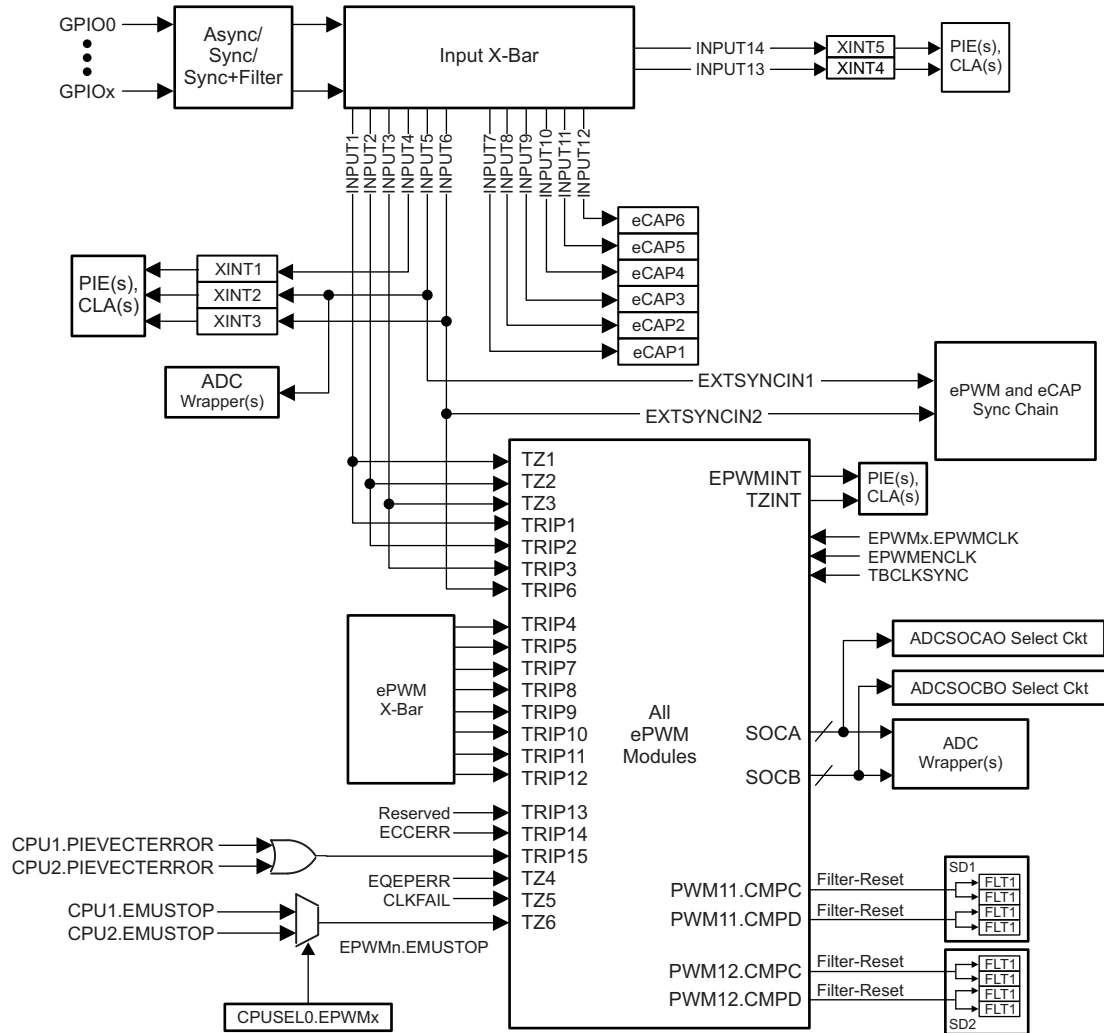 GPIO0
GPIOx
Async/
Sync/
Sync+Filter
Input X-Bar
INPUT14
INPUT13
XINT5
XINT4
PIE(s),
CLA(s)
INPUT1
INPUT2
INPUT3
INPUT4
INPUT5
INPUT6
INPUT7
INPUT8
INPUT9
INPUT10
INPUT11
INPUT12
eCAP6
eCAP5
eCAP4
eCAP3
eCAP2
eCAP1
PIE(s),
CLA(s)
XINT1
XINT2
XINT3
ADC
Wrapper(s)
EXTSYNCIN1
EXTSYNCIN2
ePWM and eCAP
Sync Chain
TZ1
TZ2
TZ3
TRIP1
TRIP2
TRIP3
TRIP6
EPWMINT
TZINT
PIE(s),
CLA(s)
EPWMx.EPWMCLK
EPWMENCLK
TBCLKSYNC
ePWM
X-Bar
TRIP4
TRIP5
TRIP7
TRIP8
TRIP9
TRIP10
TRIP11
TRIP12
All
ePWM
Modules
SOCA
SOCB
ADCSOCAO Select Ckt
ADCSOCBO Select Ckt
ADC
Wrapper(s)
Reserved
ECCERR
TRIP13
TRIP14
TRIP15
CPU1.PIEVECTERROR
CPU2.PIEVECTERROR
EQEPERR
CLKFAIL
TZ4
TZ5
TZ6
CPU1.EMUSTOP
CPU2.EMUSTOP
EPWMn.EMUSTOP
CPUSEL0.EPWMx
PWM11.CMPC
PWM11.CMPD
PWM12.CMPC
PWM12.CMPD
Filter-Reset
Filter-Reset
Filter-Reset
Filter-Reset
SD1
FLT1
FLT1
FLT1
FLT1
FLT1
FLT1
FLT1
FLT1
SD2